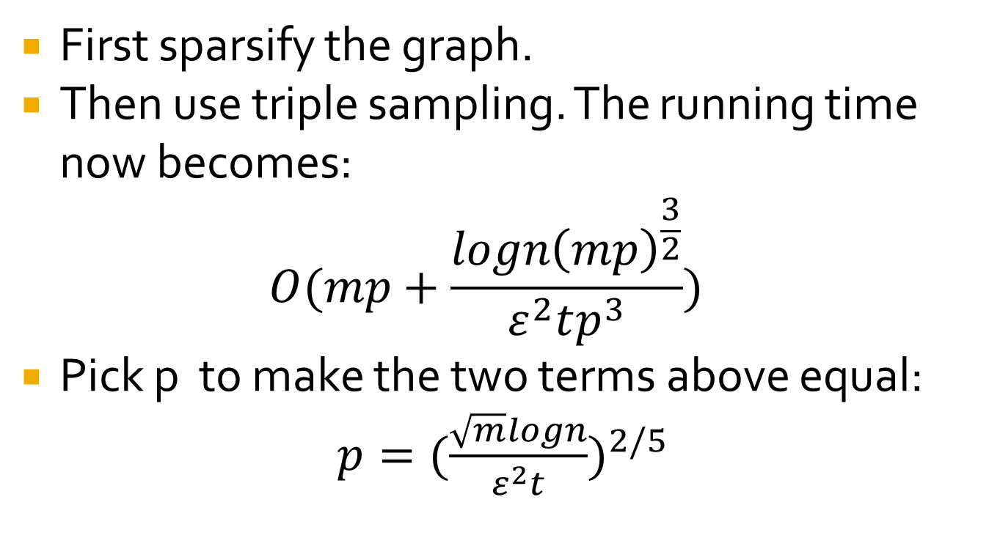 ▪ First sparsify the graph.
▪ Then use triple sampling. The running time
now becomes:
$O(mp + \frac{logn(mp)^{\frac{3}{2}}}{\varepsilon^2 t p^3})$
▪ Pick p to make the two terms above equal:
$p = (\frac{\sqrt{m}logn}{\varepsilon^2 t})^{2/5}$